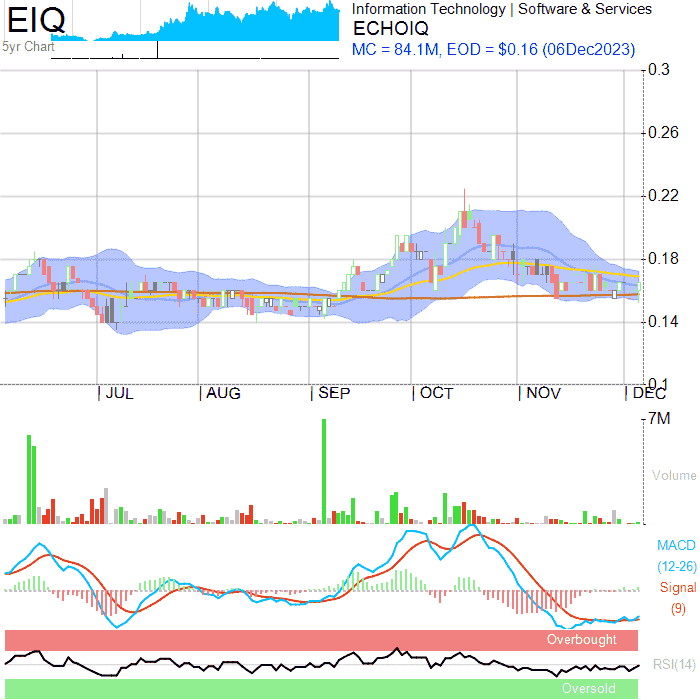 EIQ
5yr Chart
Information Technology | Software & Services
ECHOIQ
MC = 84.1M, EOD = $0.16 (06Dec2023)
0.3
0.26
0.22
0.18
0.14
0.1
JUL AUG SEP OCT NOV DEC
7M
Volume
MACD
(12-26)
Signal
(9)
Overbought
RSI(14)
Oversold